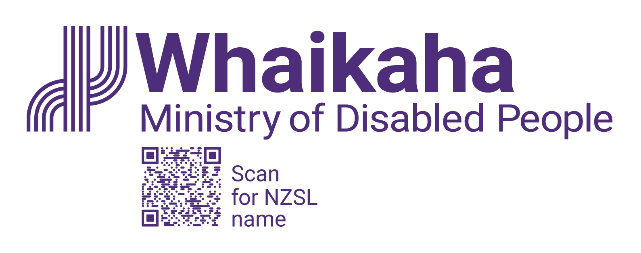 Whaikaha
Ministry of Disabled People
Scan
for NZSL
name